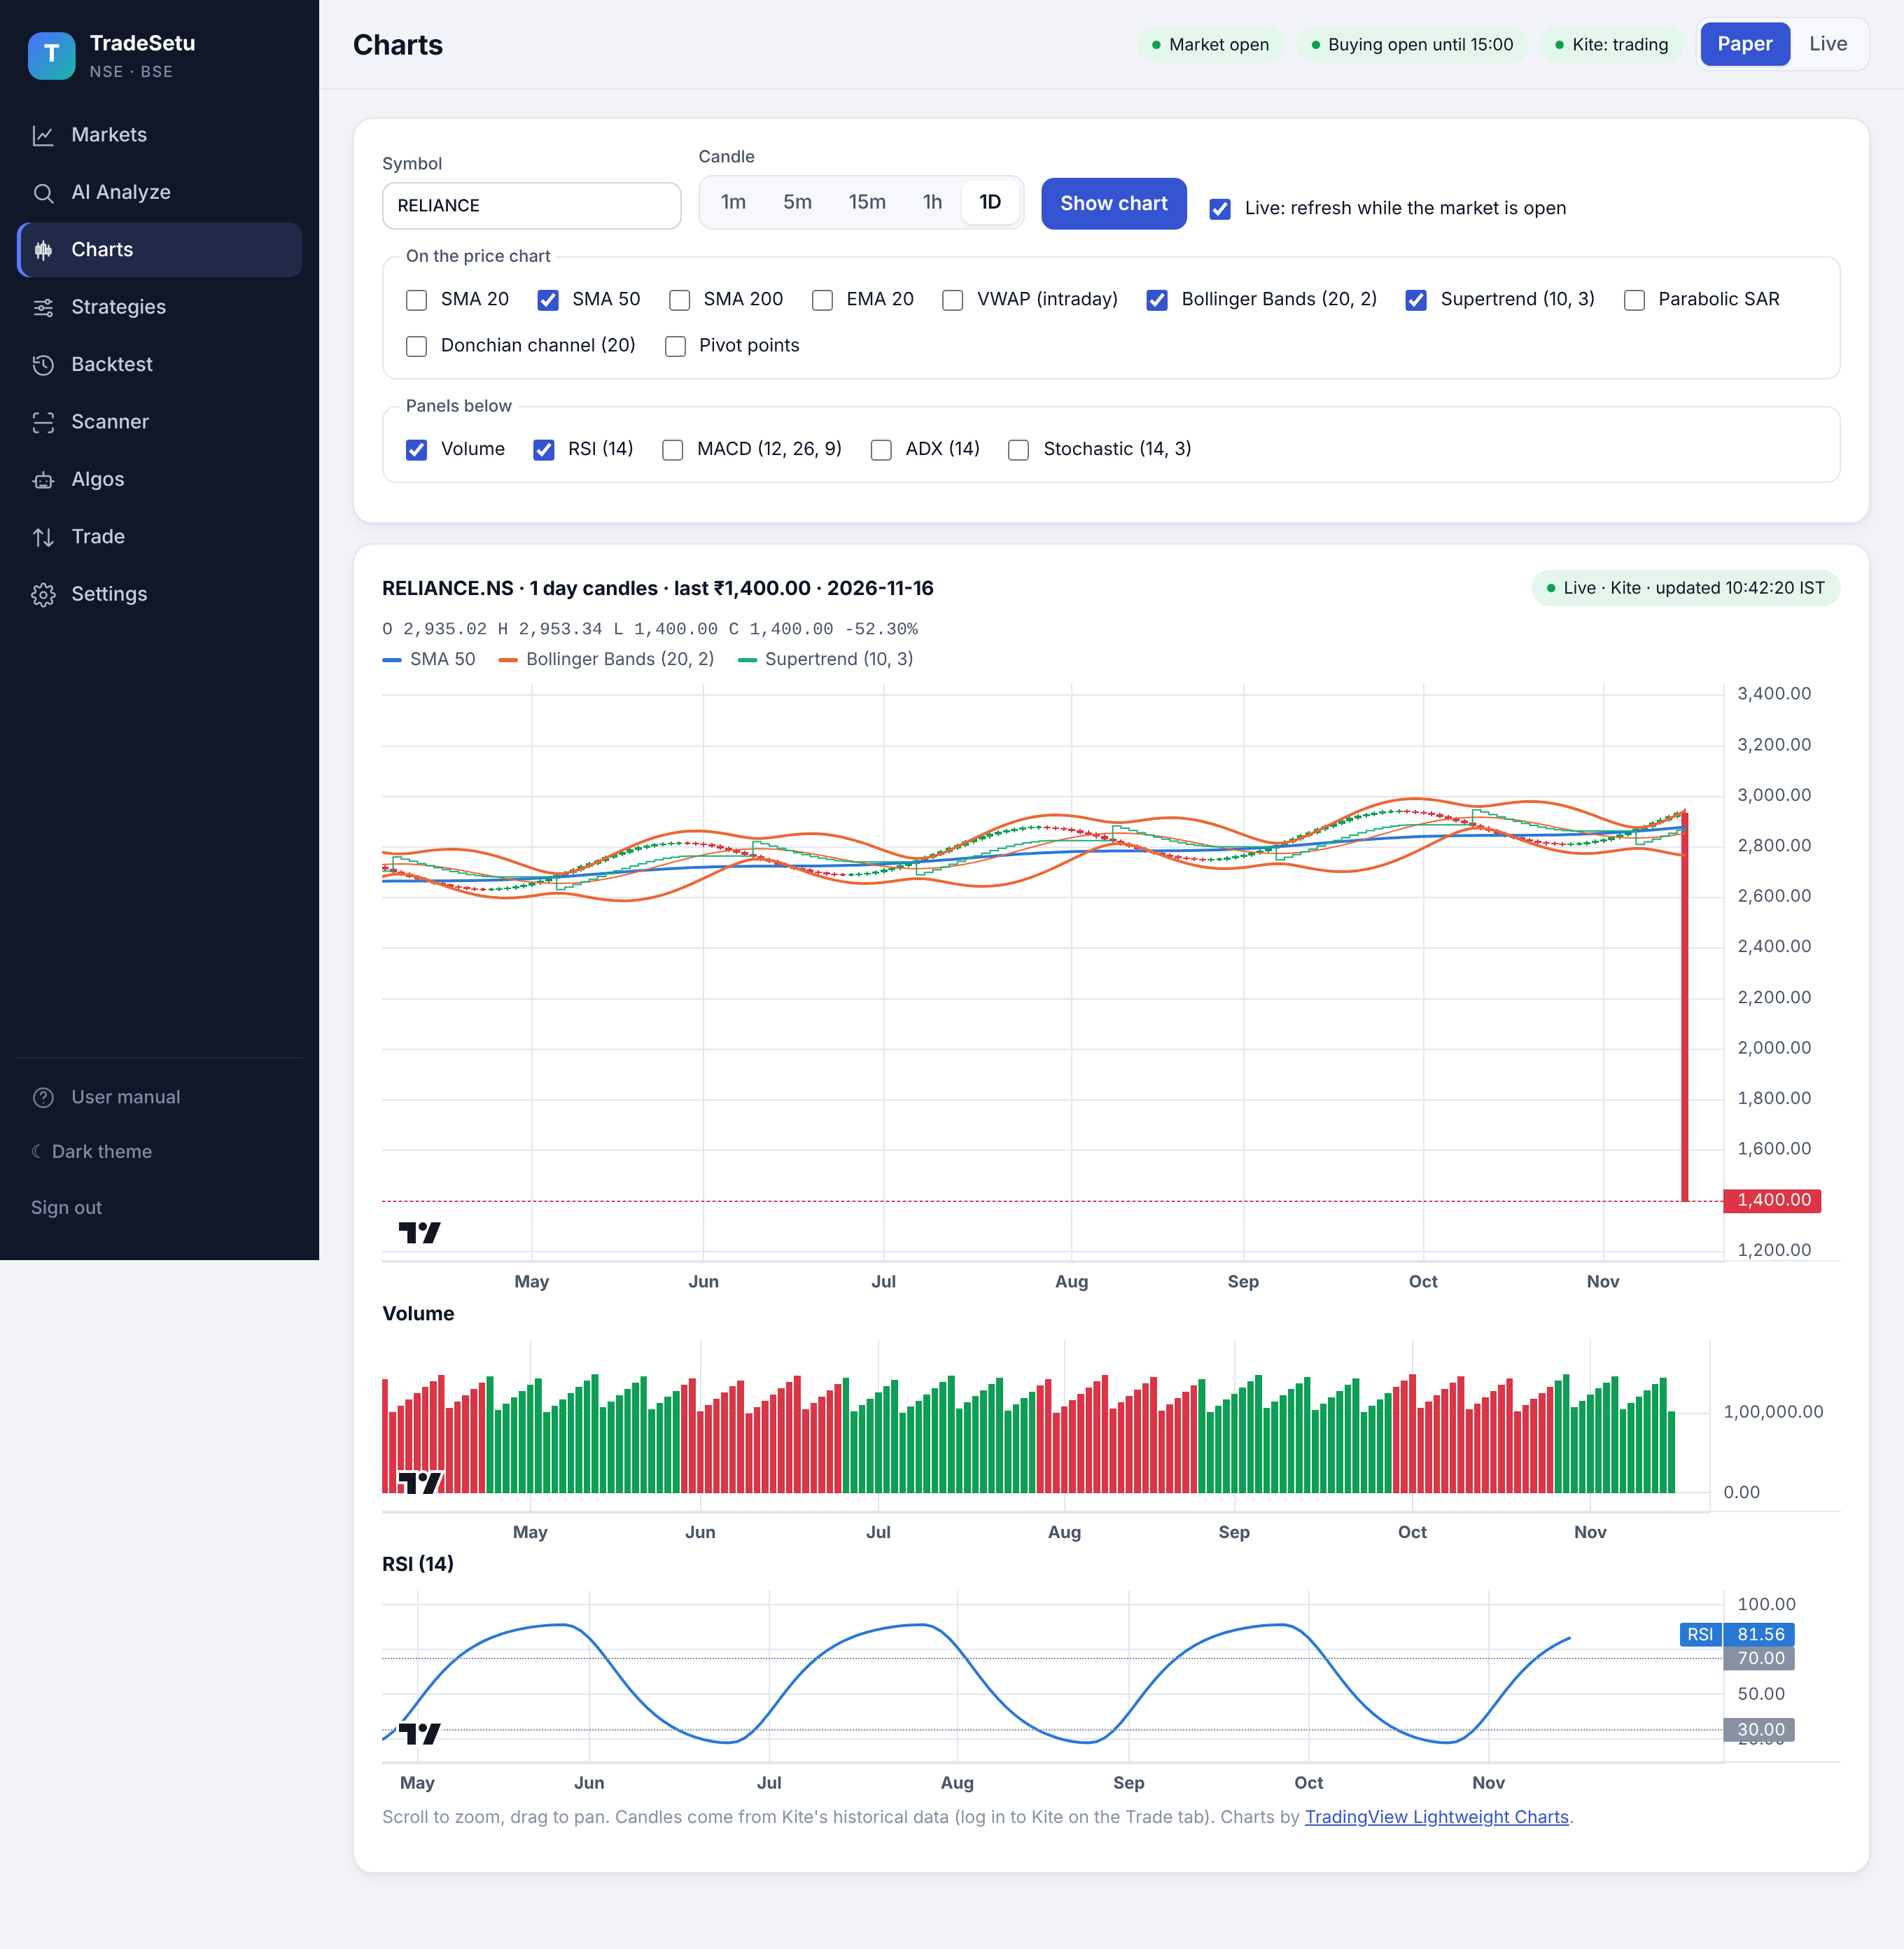 T
TradeSetu
NSE · BSE
Markets
AI Analyze
Charts
Strategies
Backtest
Scanner
Algos
Trade
Settings
User manual
Dark theme
Sign out
Charts
Market open
Buying open until 15:00
Kite: trading
Paper
Live
Symbol
RELIANCE
Candle
1m 5m 15m 1h 1D
Show chart
Live: refresh while the market is open
On the price chart
SMA 20 SMA 50 SMA 200 EMA 20 VWAP (intraday) Bollinger Bands (20, 2) Supertrend (10, 3) Parabolic SAR
Donchian channel (20) Pivot points
Panels below
Volume RSI (14) MACD (12, 26, 9) ADX (14) Stochastic (14, 3)
RELIANCE.NS · 1 day candles · last ₹1,400.00 · 2026-11-16
Live · Kite · updated 10:42:20 IST
O 2,935.02 H 2,953.34 L 1,400.00 C 1,400.00 -52.30%
SMA 50 Bollinger Bands (20, 2) Supertrend (10, 3)
3,400.00
3,200.00
3,000.00
2,800.00
2,600.00
2,400.00
2,200.00
2,000.00
1,800.00
1,600.00
1,400.00
1,200.00
May Jun Jul Aug Sep Oct Nov
Volume
1,00,000.00
0.00
May Jun Jul Aug Sep Oct Nov
RSI (14)
100.00
RSI 81.56
70.00
50.00
30.00
May Jun Jul Aug Sep Oct Nov
Scroll to zoom, drag to pan. Candles come from Kite's historical data (log in to Kite on the Trade tab). Charts by TradingView Lightweight Charts.